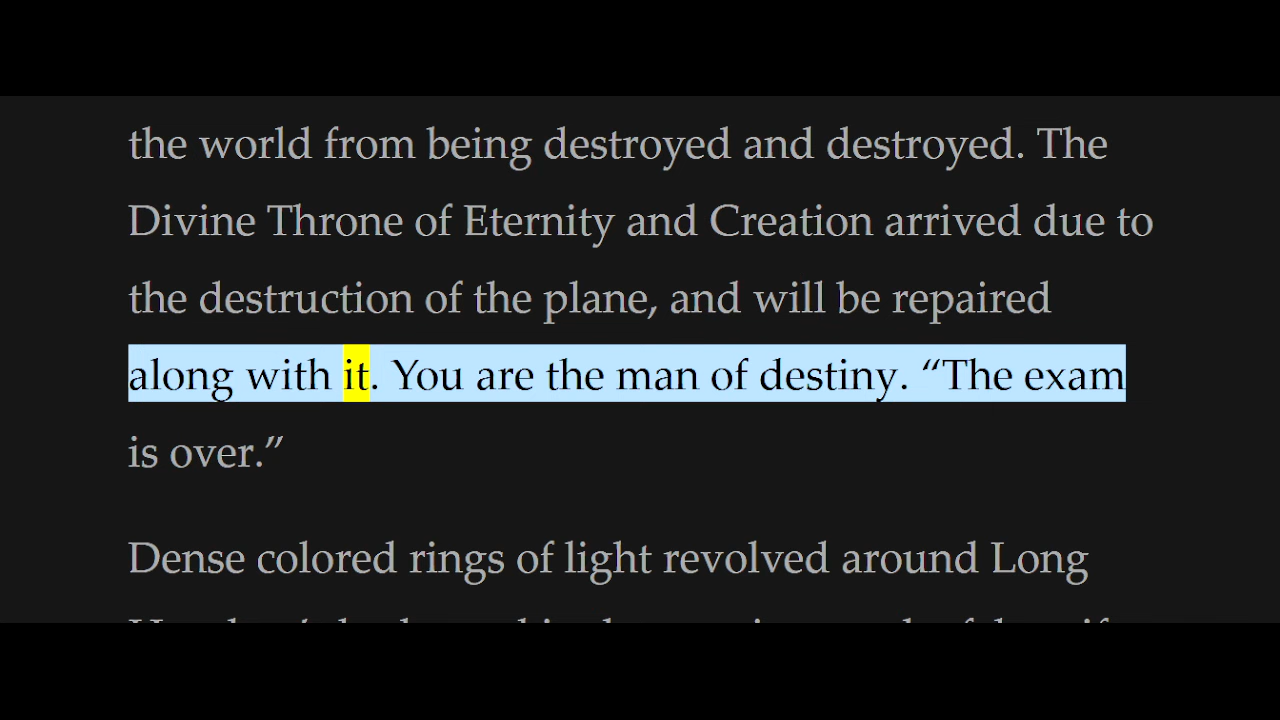 the world from being destroyed and destroyed. The
Divine Throne of Eternity and Creation arrived due to
the destruction of the plane, and will be repaired
along with it. You are the man of destiny. “The exam
is over.”
Dense colored rings of light revolved around Long